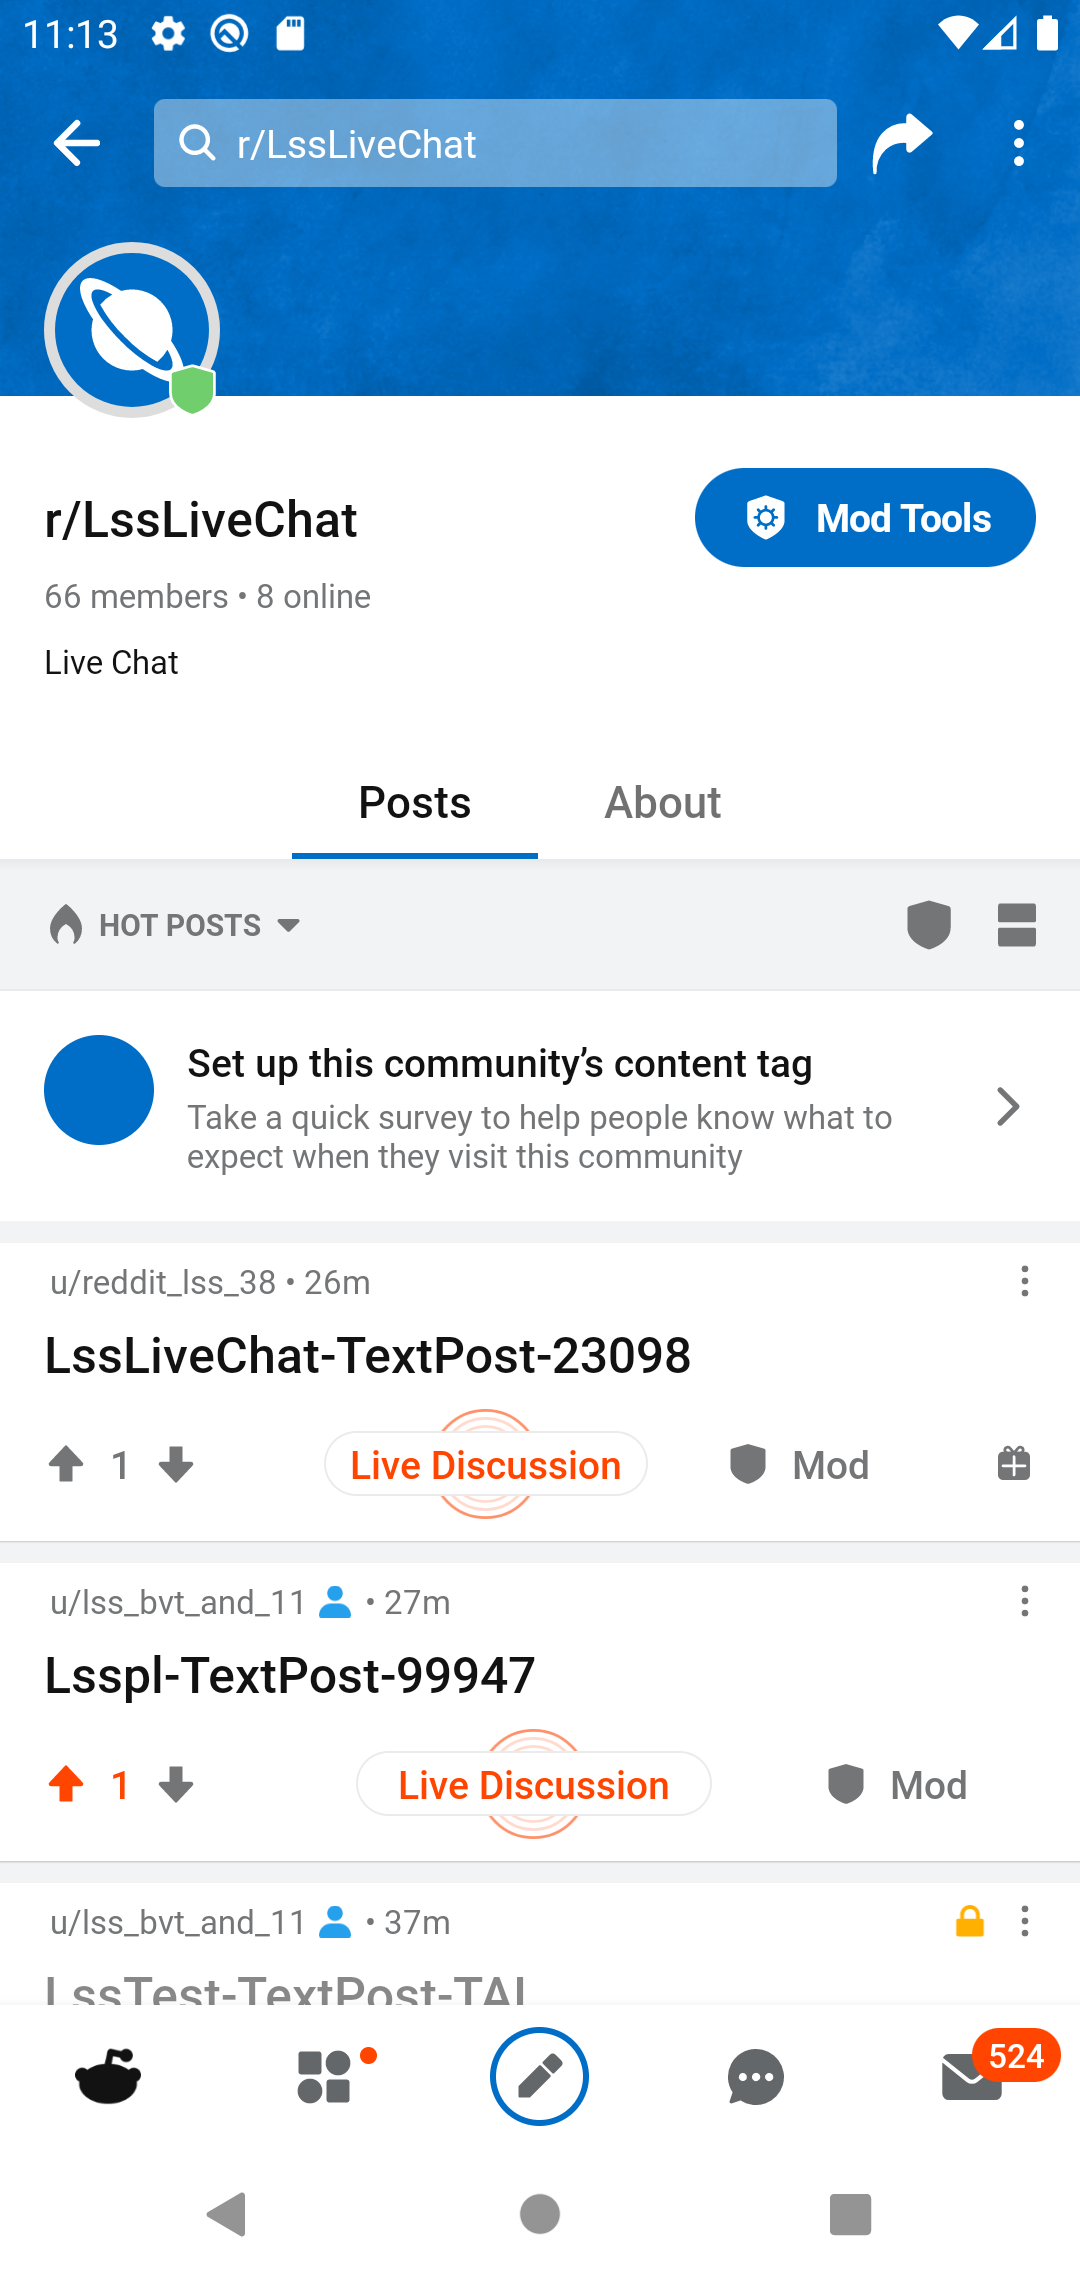 11:13
r/LssLiveChat
r/LssLiveChat
Mod Tools
66 members • 8 online
Live Chat
Posts
About
HOT POSTS
Set up this community’s content tag
Take a quick survey to help people know what to
expect when they visit this community
u/reddit_lss_38 • 26m
LssLiveChat-TextPost-23098
1
Live Discussion
Mod
u/lss_bvt_and_11 • 27m
Lsspl-TextPost-99947
1
Live Discussion
Mod
u/lss_bvt_and_11 • 37m
LssTest-TextPost-TAI
524